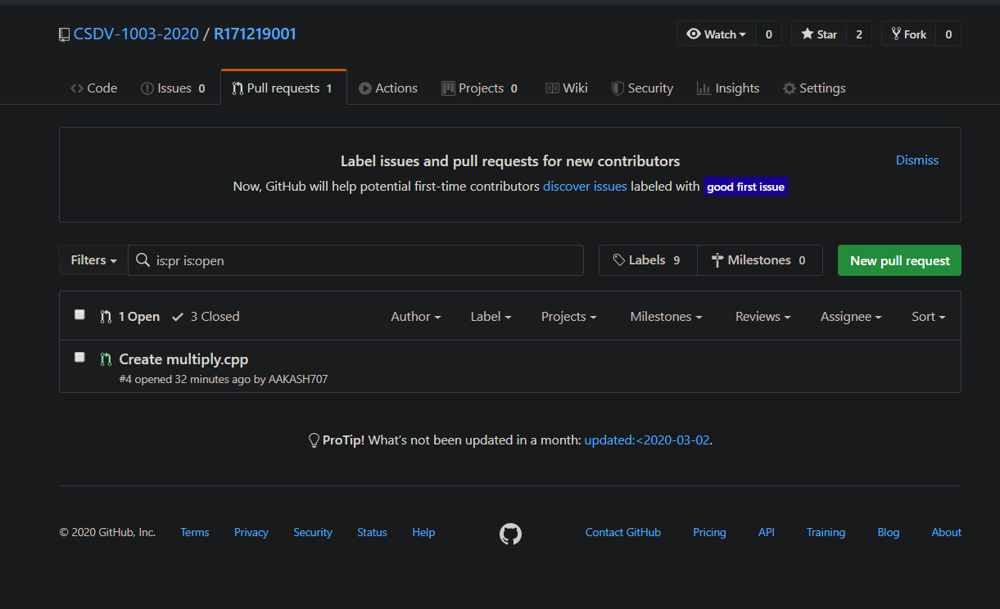 CSDV-1003-2020 / R171219001
Watch 0 Star 2 Fork 0
Code Issues 0 Pull requests 1 Actions Projects 0 Wiki Security Insights Settings
Label issues and pull requests for new contributors
Dismiss
Now, GitHub will help potential first-time contributors discover issues labeled with good first issue
Filters is:pr is:open Labels 9 Milestones 0 New pull request
1 Open 3 Closed Author Label Projects Milestones Reviews Assignee Sort
Create multiply.cpp
#4 opened 32 minutes ago by AAKASH707
ProTip! What's not been updated in a month: updated:<2020-03-02.
© 2020 GitHub, Inc. Terms Privacy Security Status Help Contact GitHub Pricing API Training Blog About